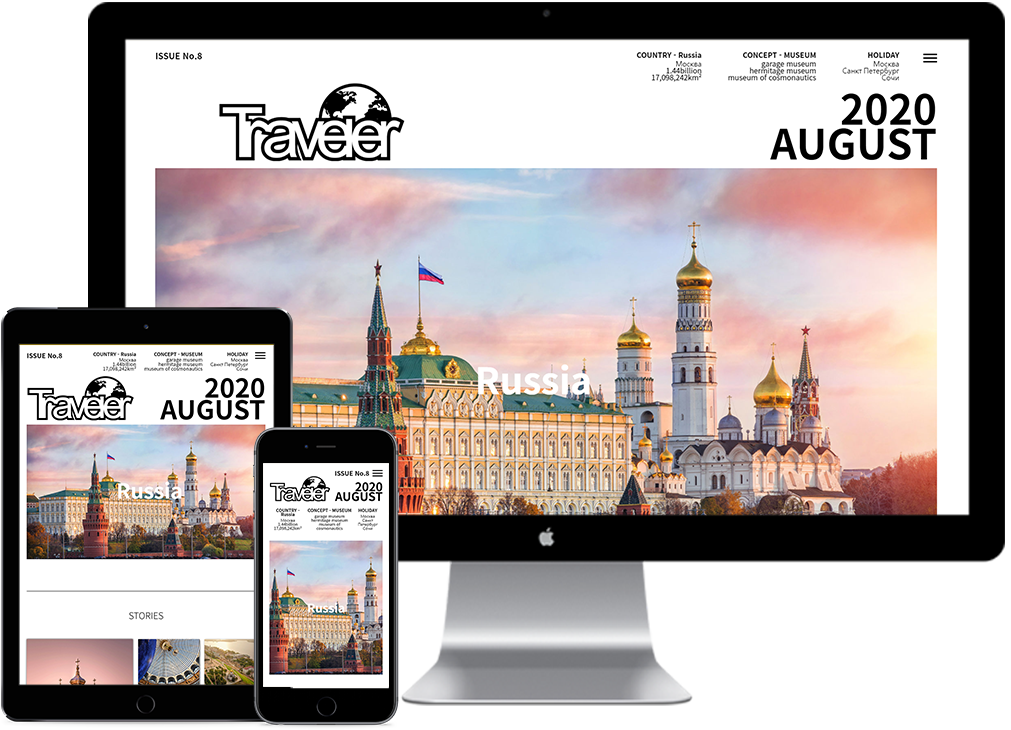 ISSUE No.8
COUNTRY - Russia
Москва
1.44billion
17,098,242km²
CONCEPT - MUSEUM
garage museum
hermitage museum
museum of cosmonautics
HOLIDAY
Москва
Санкт Петербург
Сочи
Traveler
2020
AUGUST
Russia
ISSUE No.8
COUNTRY - Russia
Москва
1.44billion
17,098,242km²
CONCEPT - MUSEUM
garage museum
hermitage museum
museum of cosmonautics
HOLIDAY
Москва
Санкт Петербург
Сочи
Traveler
2020
AUGUST
Russia
STORIES
ISSUE No.8
Traveler
2020
AUGUST
COUNTRY -
Russia
Москва
1.44billion
17,098,242km²
CONCEPT - MUSEUM
garage museum
hermitage museum
museum of
cosmonautics
HOLIDAY
Москва
Санкт
Петербург
Сочи
Russia